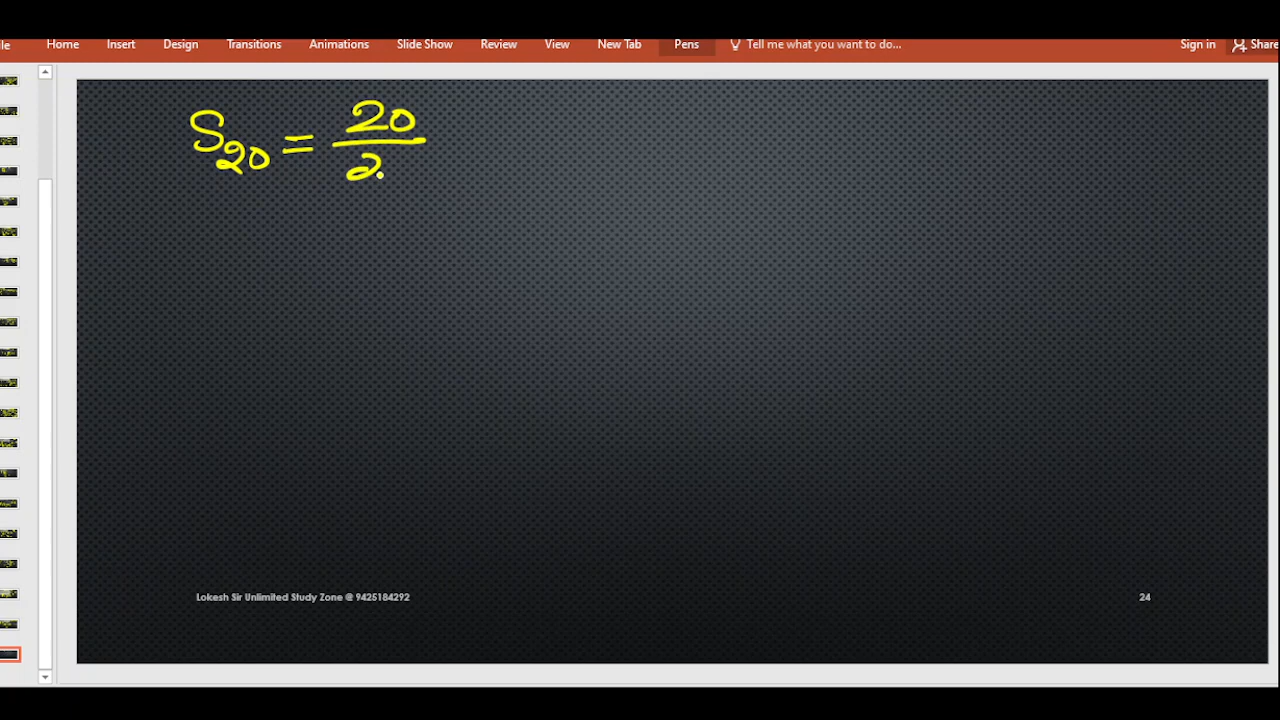 le Home Insert Design Transitions Animations Slide Show Review View New Tab Pens Tell me what you want to do... Sign in Share
S20 = 20/2
Lokesh Sir Unlimited Study Zone @ 9425184292
24